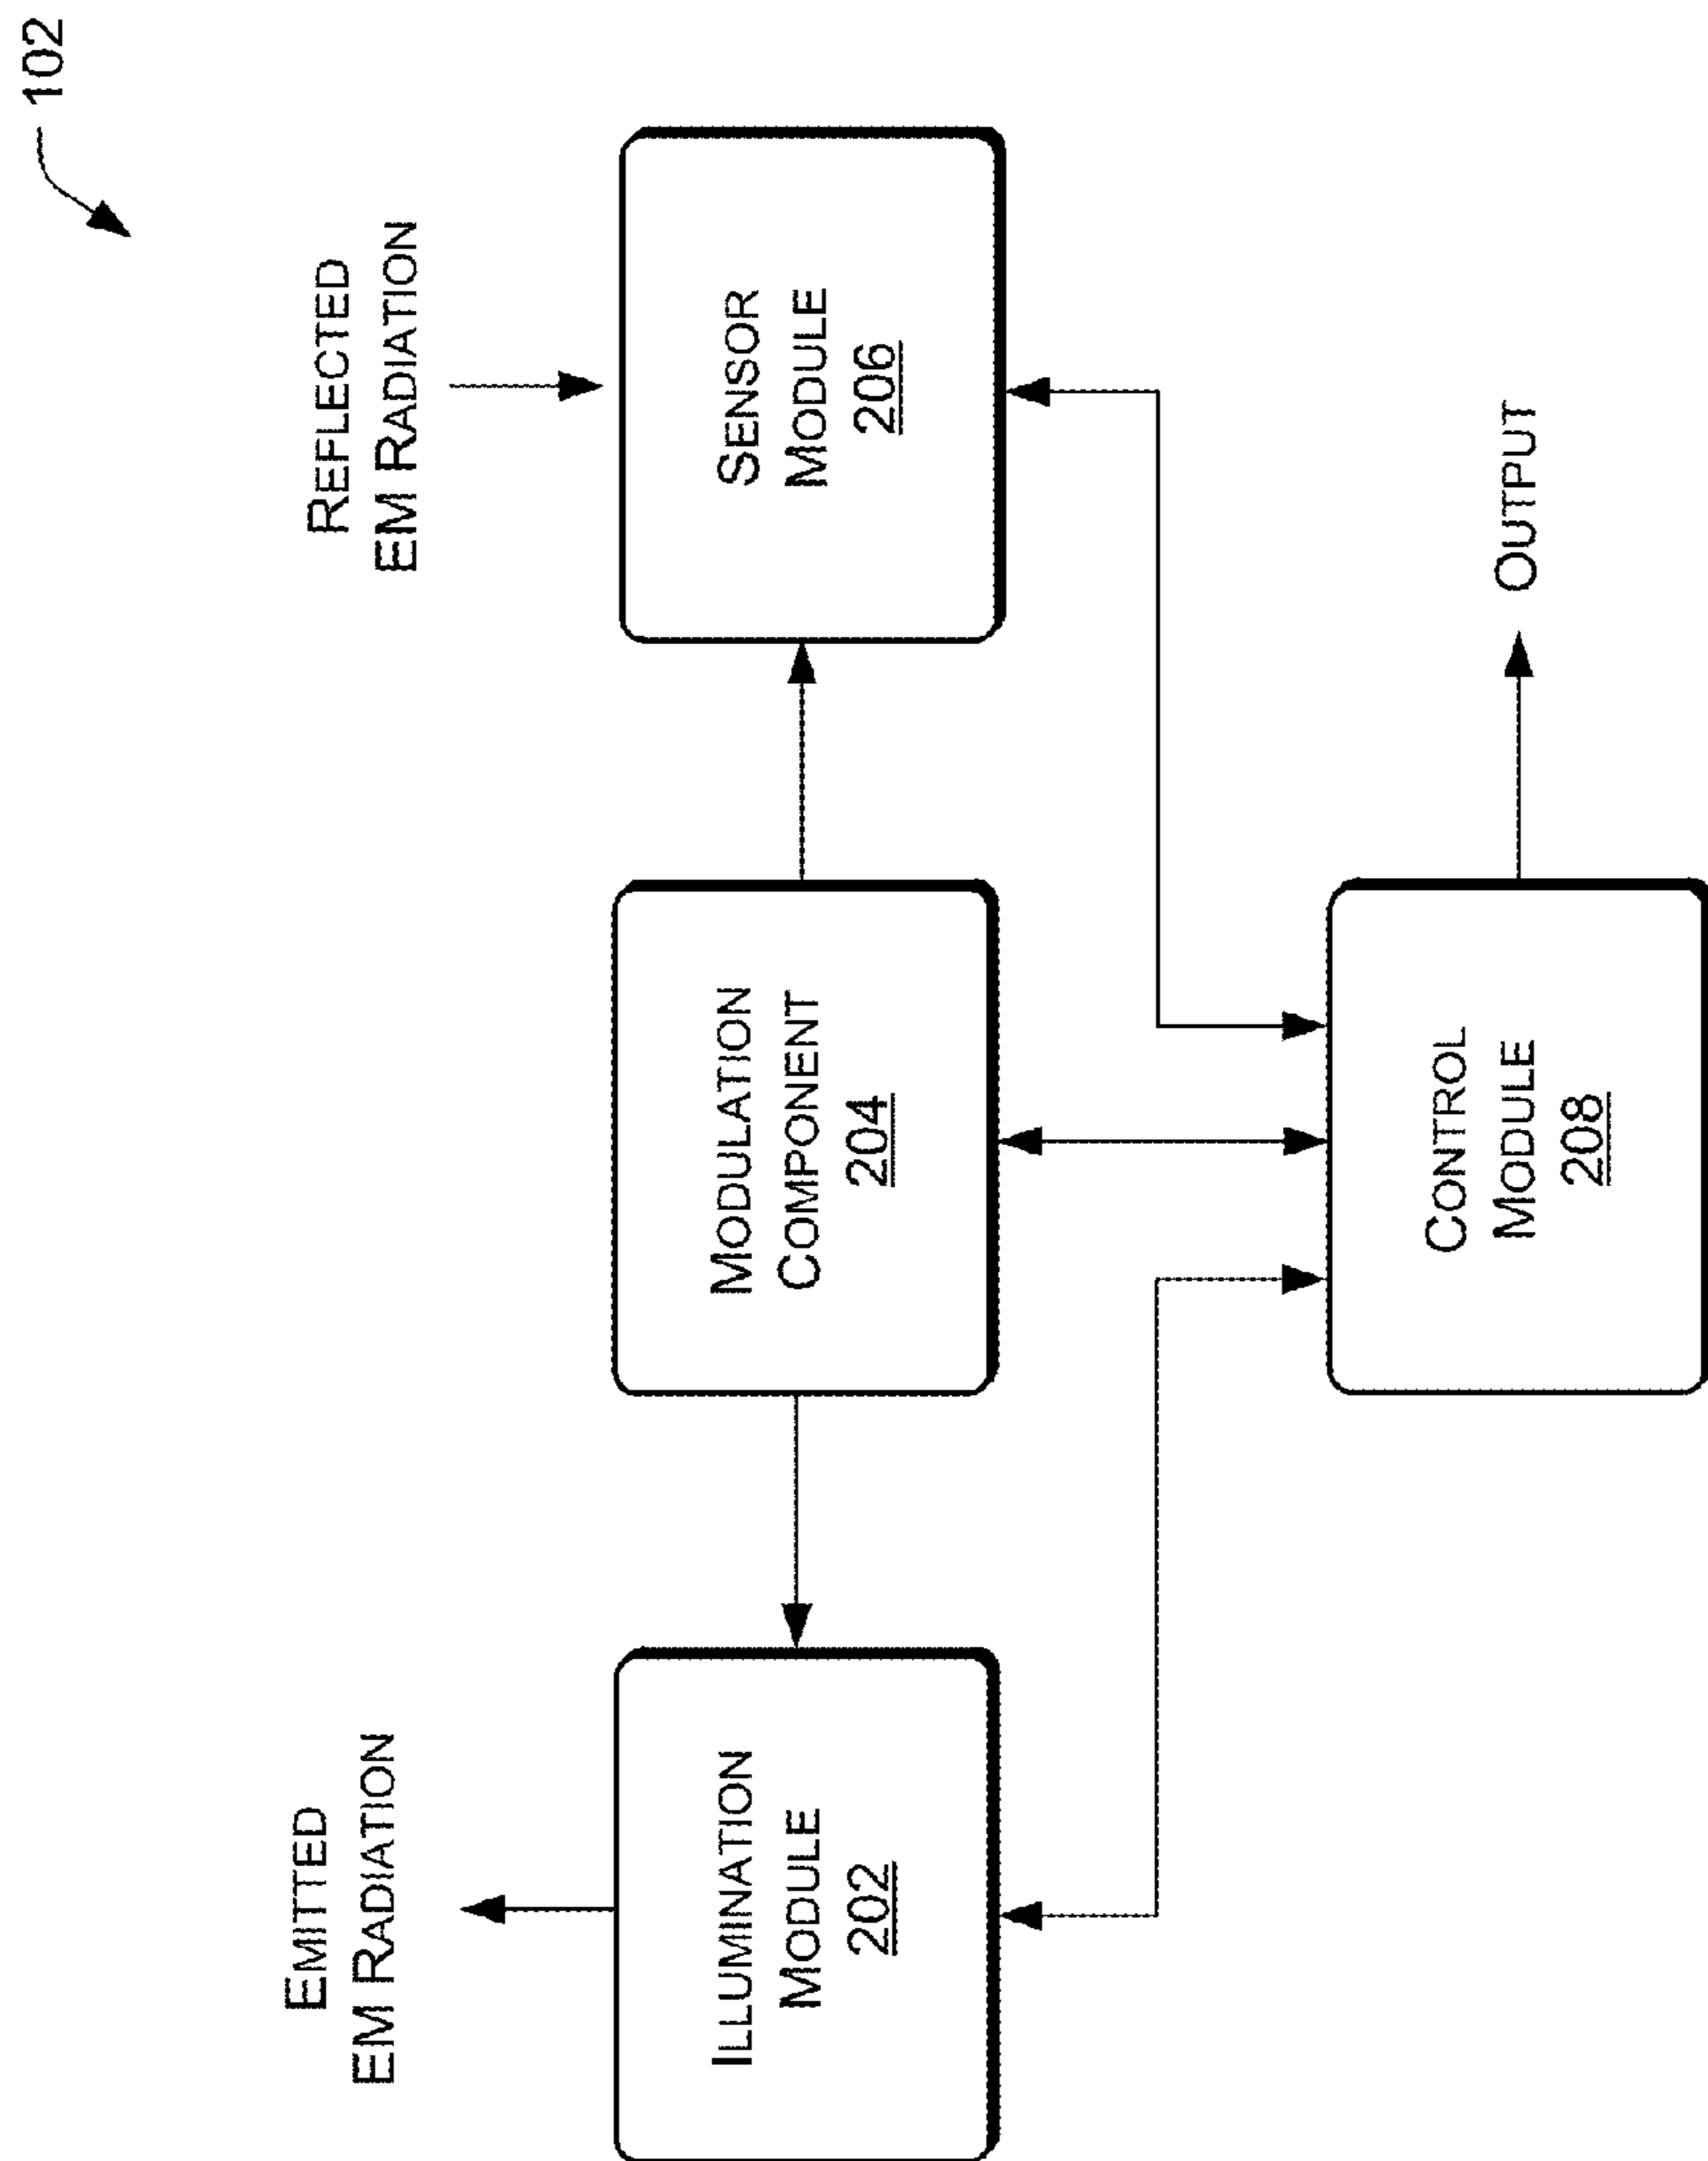 102
EMITTED
EM RADIATION
REFLECTED
EM RADIATION
ILLUMINATION
MODULE
202
MODULATION
COMPONENT
204
SENSOR
MODULE
206
CONTROL
MODULE
208
OUTPUT